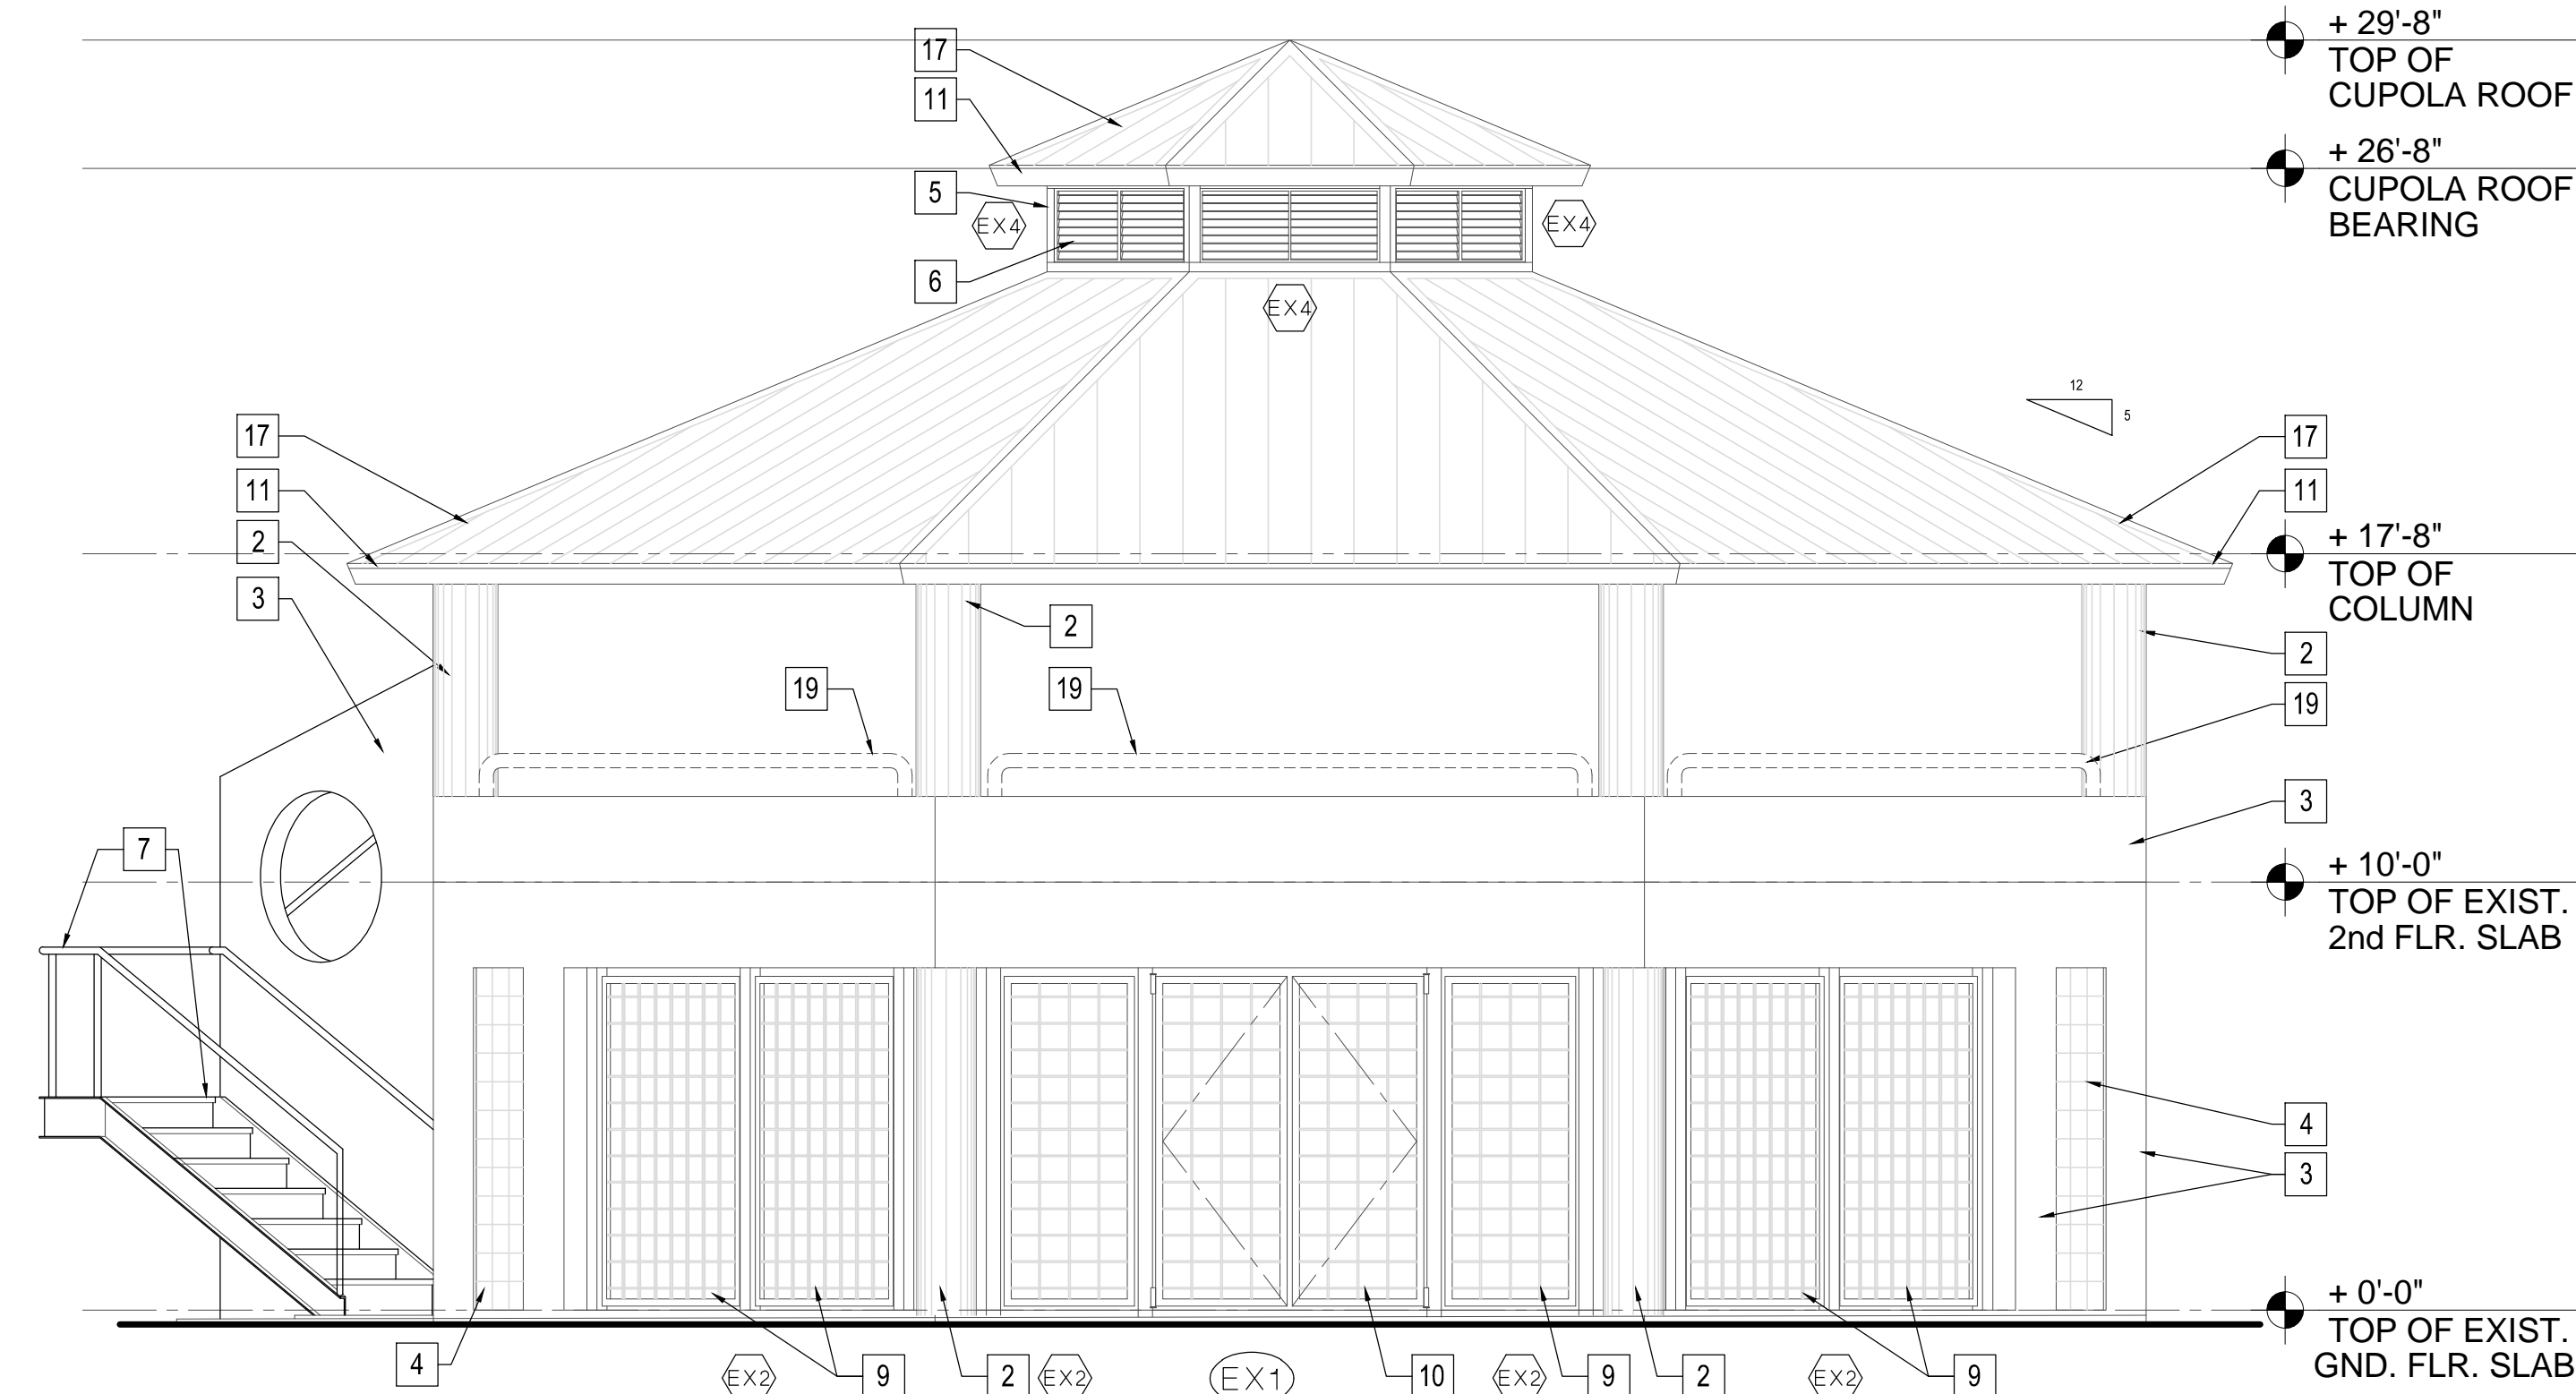 + 29'-8"
TOP OF
CUPOLA ROOF
17
11
+ 26'-8"
CUPOLA ROOF
BEARING
5
EX4
EX4
6
EX4
12
5
17
17
11
11
2
+ 17'-8"
TOP OF
COLUMN
3
2
2
19
19
19
3
7
+ 10'-0"
TOP OF EXIST.
2nd FLR. SLAB
4
3
+ 0'-0"
TOP OF EXIST.
GND. FLR. SLAB
4
EX2
9
2
EX2
EX1
10
EX2
9
2
EX2
9